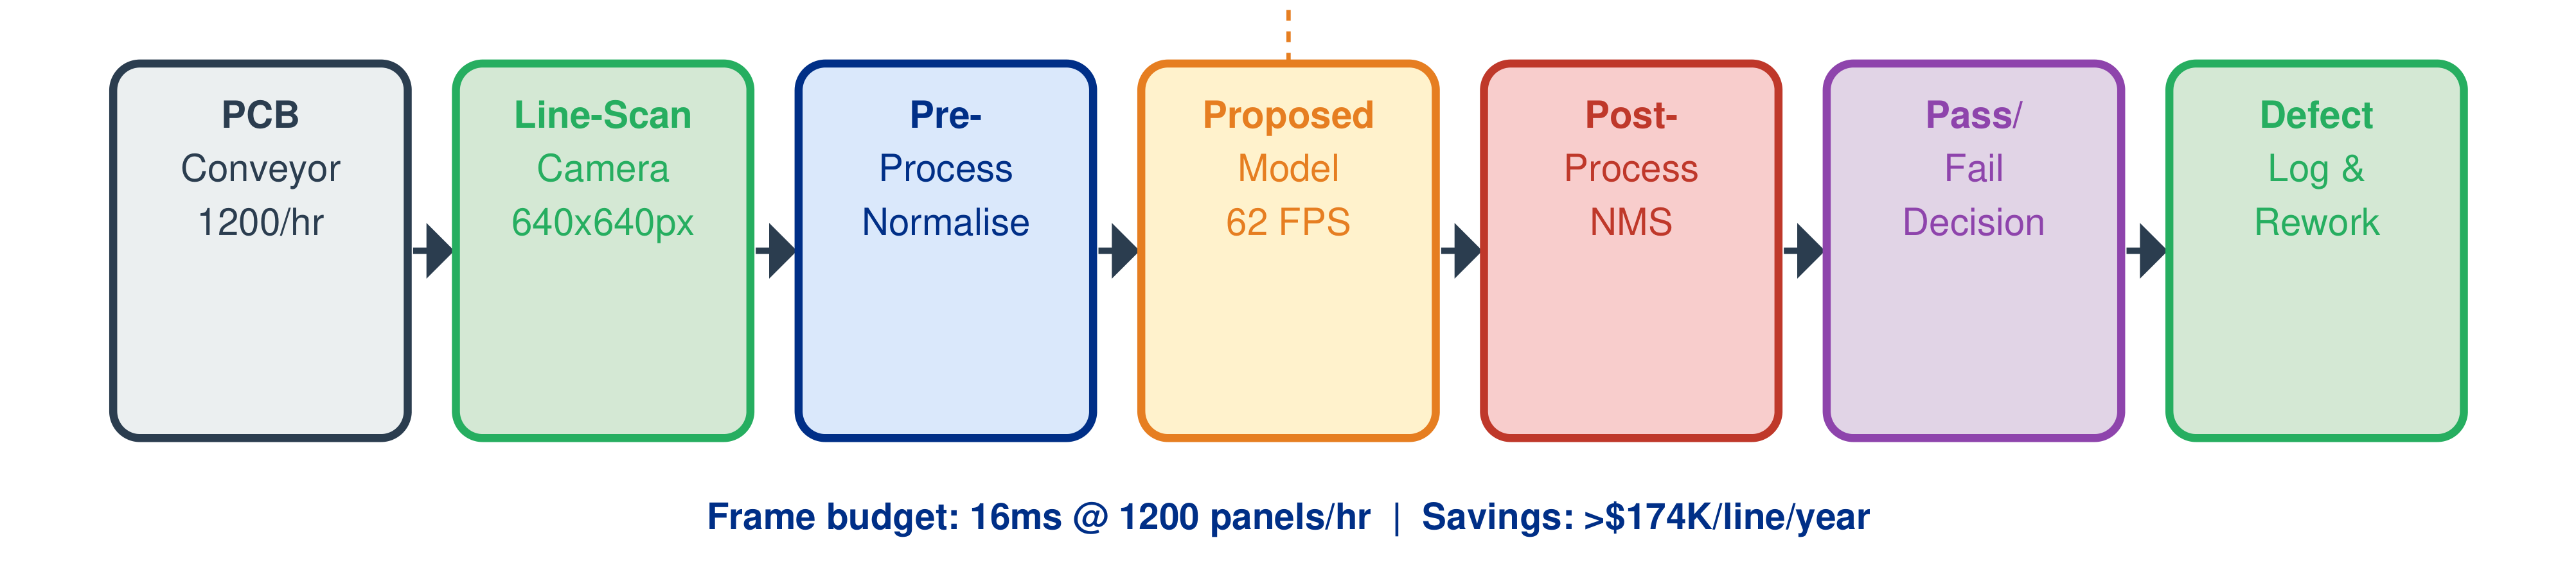 PCB
Conveyor
1200/hr
Line-Scan
Camera
640x640px
Pre-
Process
Normalise
Proposed
Model
62 FPS
Post-
Process
NMS
Pass/
Fail
Decision
Defect
Log &
Rework
Frame budget: 16ms @ 1200 panels/hr | Savings: >$174K/line/year